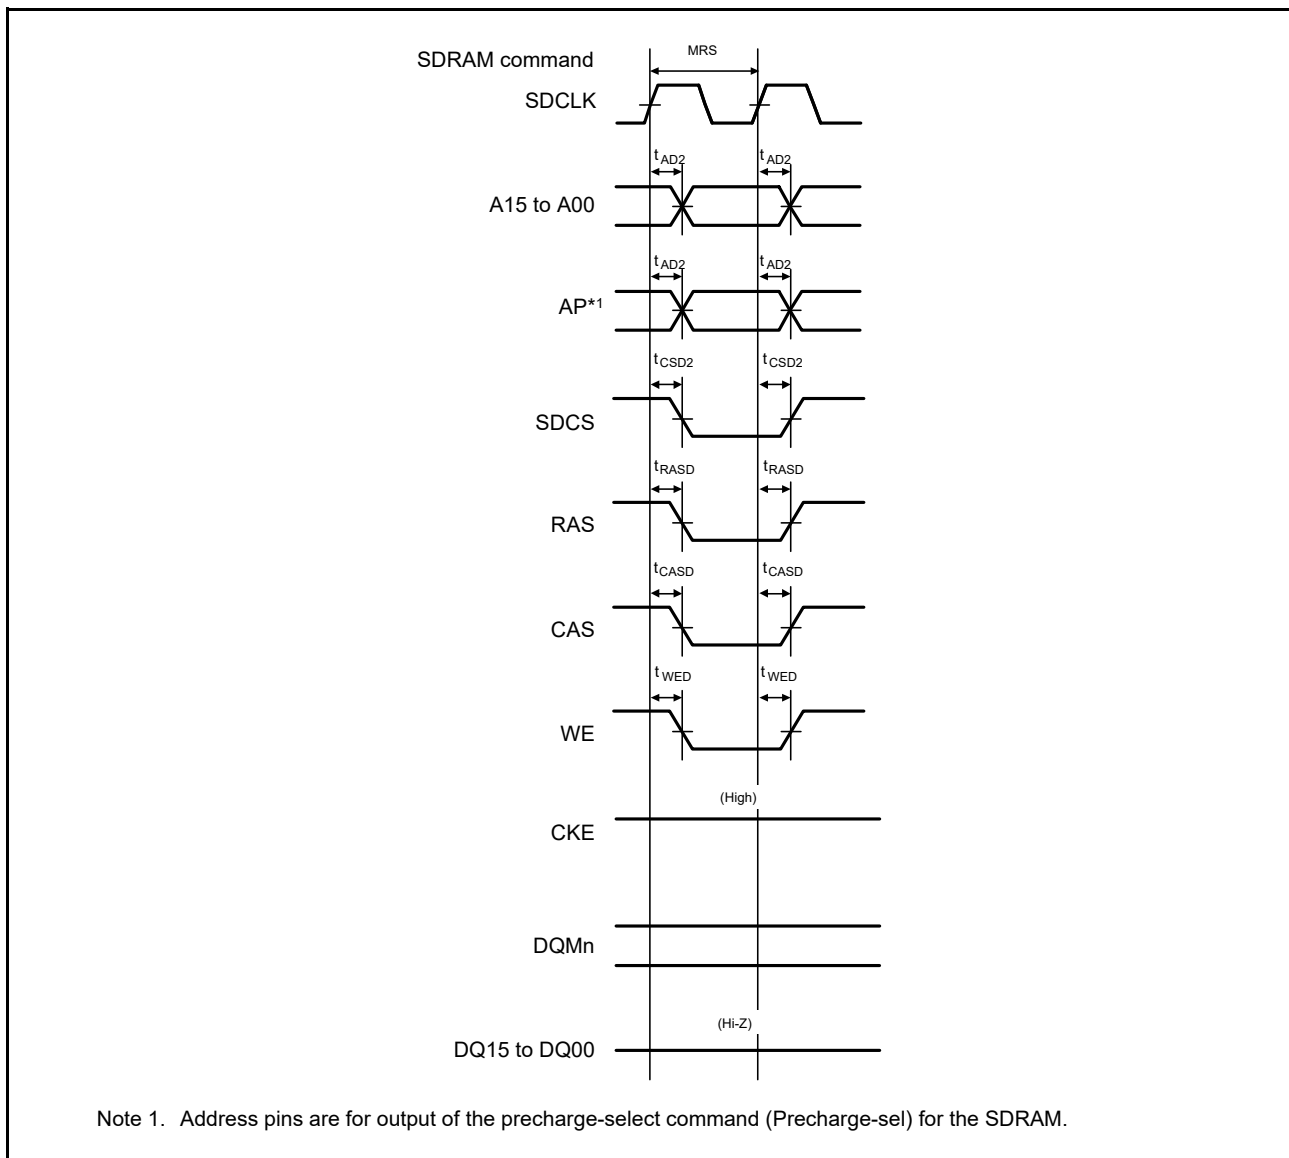 MRS
SDRAM command
SDCLK
tAD2 tAD2
A15 to A00
tAD2 tAD2
AP*1
tCSD2 tCSD2
SDCS
tRASD tRASD
RAS
tCASD tCASD
CAS
tWED tWED
WE
(High)
CKE
DQMn
(Hi-Z)
DQ15 to DQ00
Note 1. Address pins are for output of the precharge-select command (Precharge-sel) for the SDRAM.